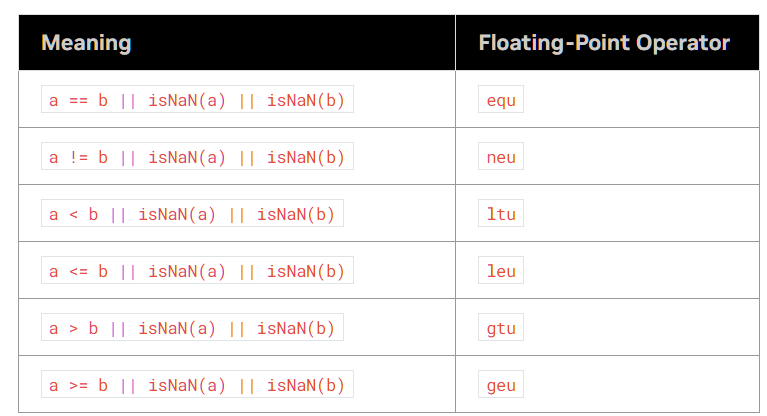 Meaning Floating-Point Operator
a == b || isNaN(a) || isNaN(b) equ
a != b || isNaN(a) || isNaN(b) neu
a < b || isNaN(a) || isNaN(b) ltu
a <= b || isNaN(a) || isNaN(b) leu
a > b || isNaN(a) || isNaN(b) gtu
a >= b || isNaN(a) || isNaN(b) geu